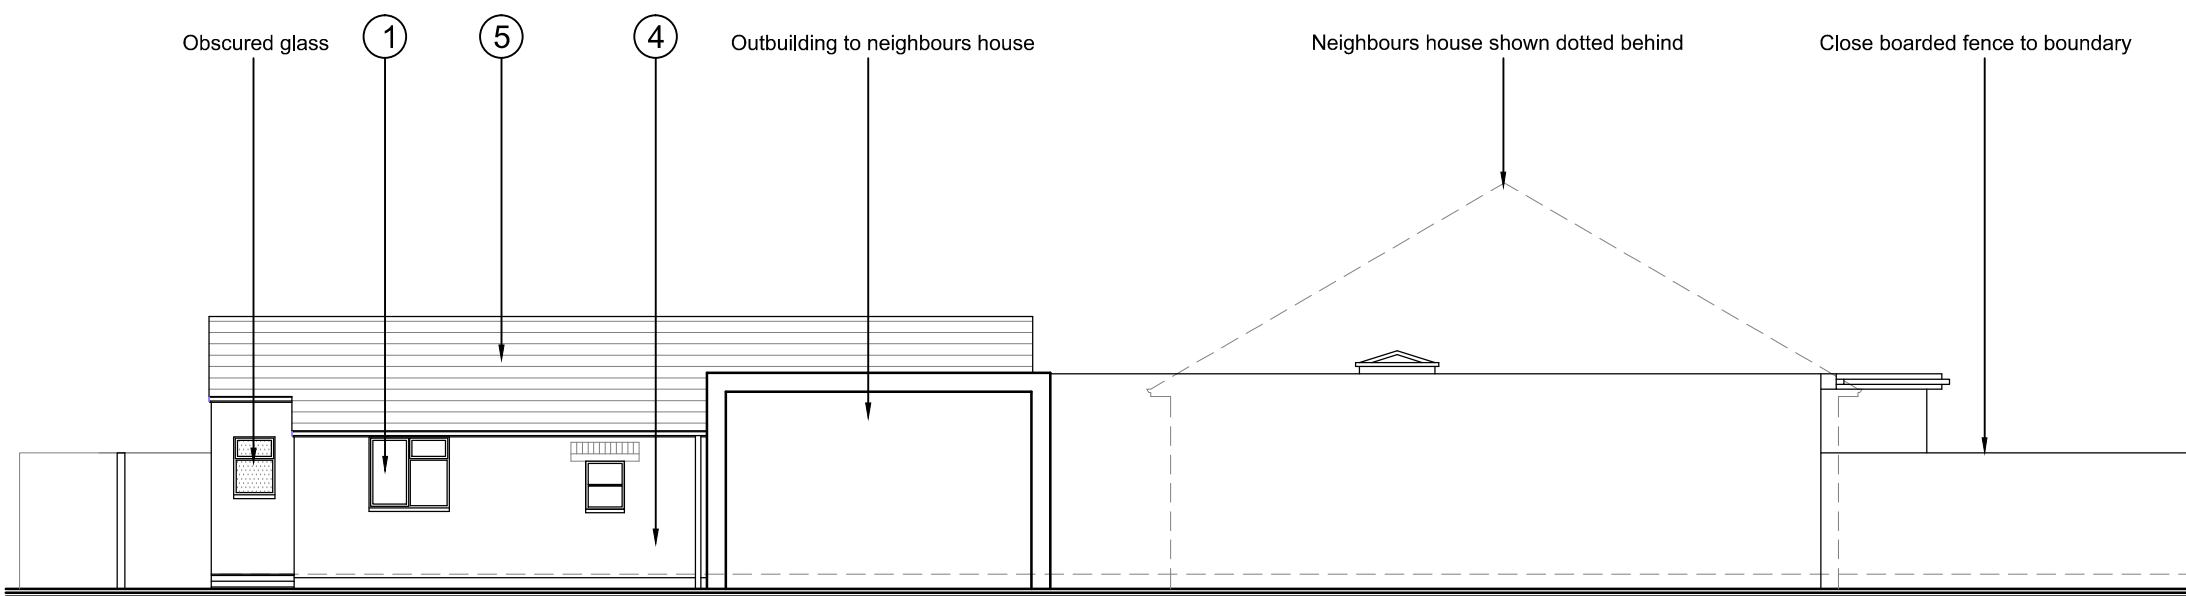 Obscured glass
1
5
4
Outbuilding to neighbours house
Neighbours house shown dotted behind
Close boarded fence to boundary